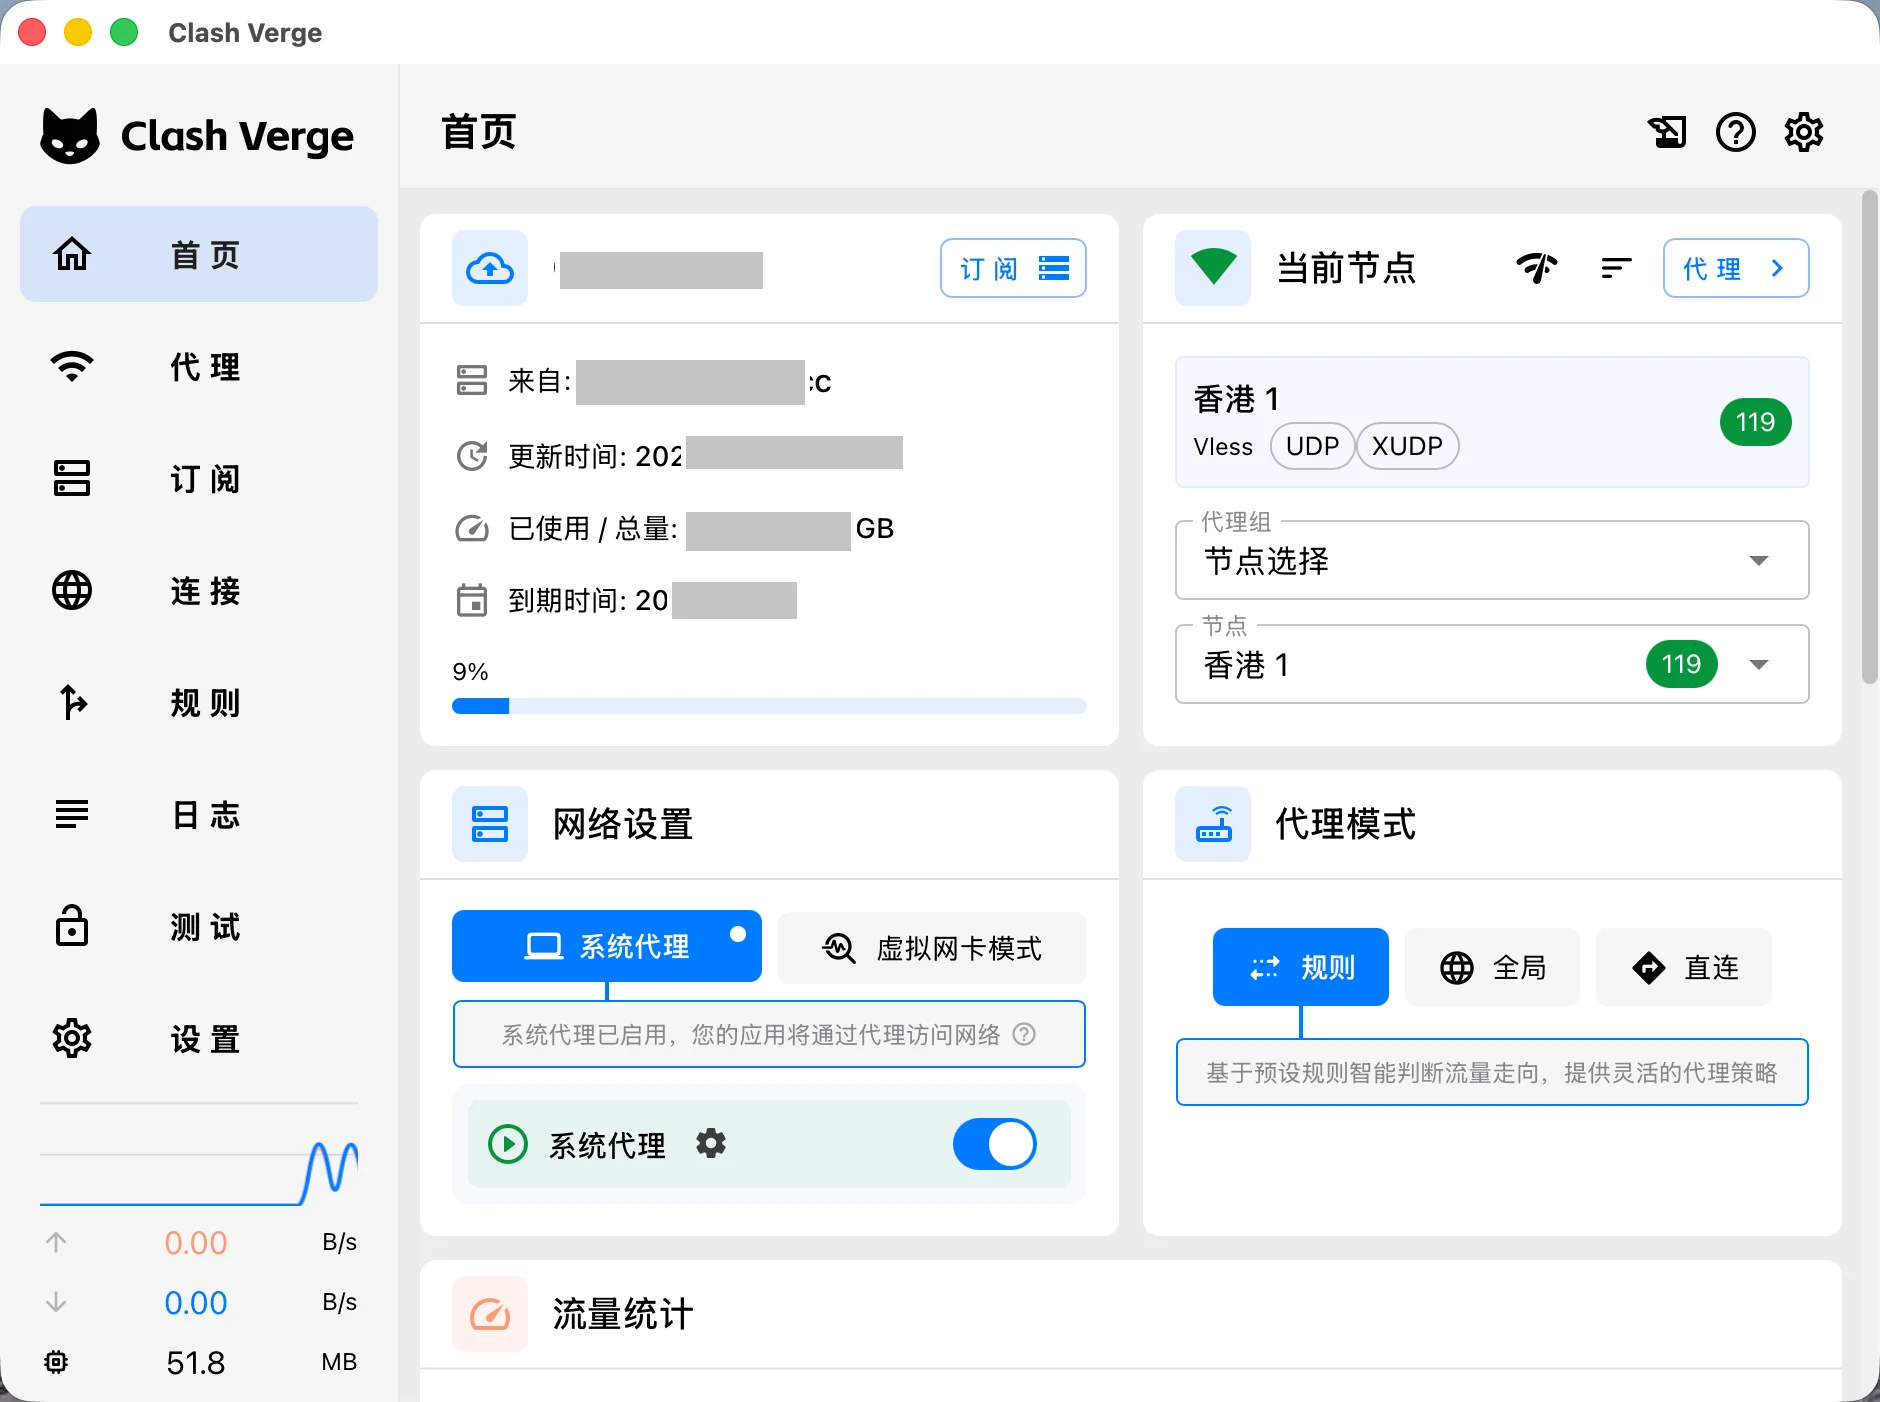 Clash Verge
Clash Verge
首页
首页
代理
订阅
连接
规则
日志
测试
设置
0.00 B/s
0.00 B/s
51.8 MB
订阅
来自:
更新时间: 202
已使用 / 总量: GB
到期时间: 20
9%
当前节点
代理
香港 1
Vless UDP XUDP
119
代理组
节点选择
节点
香港 1
119
网络设置
系统代理
虚拟网卡模式
系统代理已启用，您的应用将通过代理访问网络
系统代理
代理模式
规则
全局
直连
基于预设规则智能判断流量走向，提供灵活的代理策略
流量统计